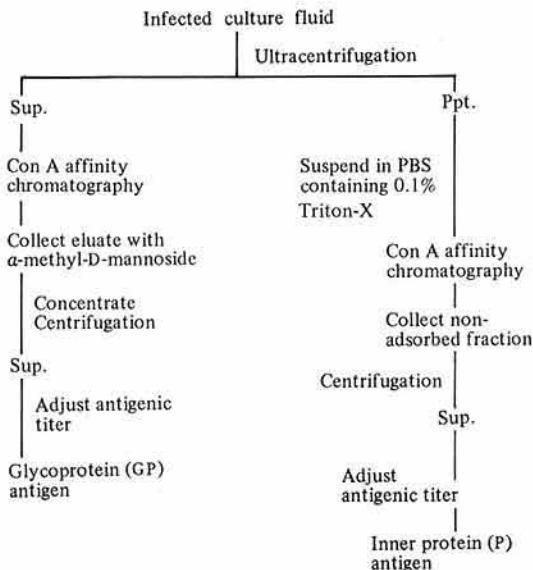 Infected culture fluid
Ultracentrifugation
Sup.
Con A affinity
chromatography
Collect eluate with
α-methyl-D-mannoside
Concentrate
Centrifugation
Sup.
Adjust antigenic
titer
Glycoprotein (GP)
antigen
Ppt.
Suspend in PBS
containing 0.1%
Triton-X
Con A affinity
chromatography
Collect non-
adsorbed fraction
Centrifugation
Sup.
Adjust
antigenic titer
Inner protein (P)
antigen